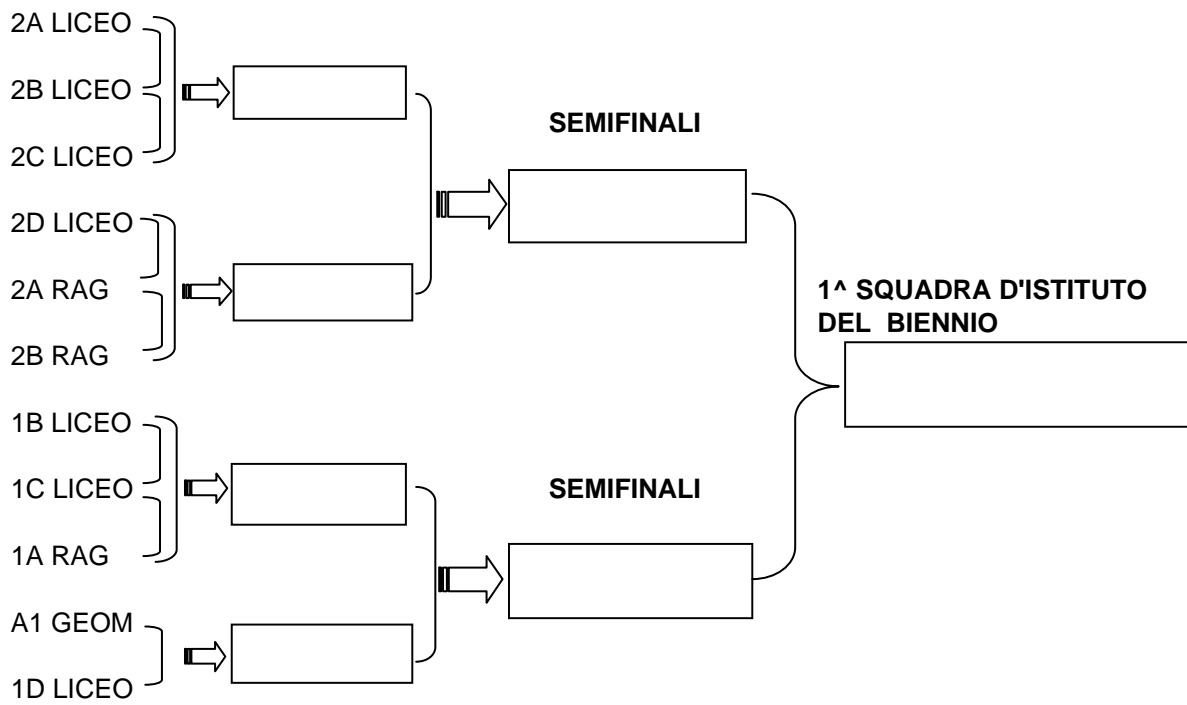 2A LICEO
2B LICEO
2C LICEO
2D LICEO
2A RAG
2B RAG
1B LICEO
1C LICEO
1A RAG
A1 GEOM
1D LICEO
SEMIFINALI
SEMIFINALI
1^ SQUADRA D'ISTITUTO
DEL BIENNIO